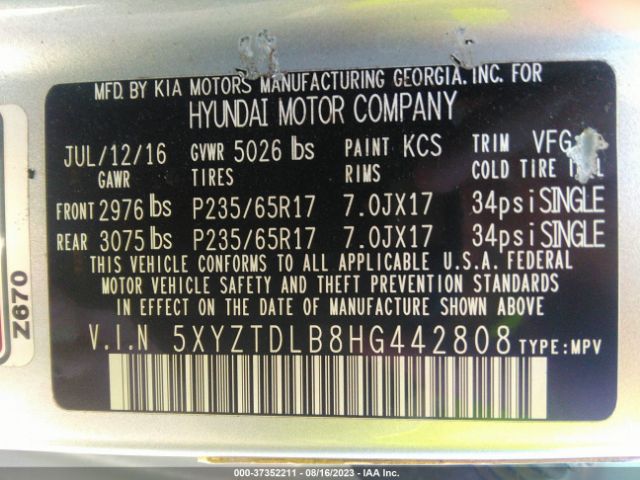 MFD. BY KIA MOTORS MANUFACTURING GEORGIA. INC. FOR
HYUNDAI MOTOR COMPANY
JUL/12/16 GVWR 5026 lbs PAINT KCS TRIM VFG
GAWR TIRES RIMS COLD TIRE
FRONT 2976 lbs P235/65R17 7.0JX17 34psi SINGLE
REAR 3075 lbs P235/65R17 7.0JX17 34psi SINGLE
THIS VEHICLE CONFORMS TO ALL APPLICABLE U.S.A. FEDERAL
MOTOR VEHICLE SAFETY AND THEFT PREVENTION STANDARDS
IN EFFECT ON THE DATE OF MANUFACTURE SHOWN ABOVE
V.I.N 5XYZTDLB8HG442808 TYPE:MPV
Z670
000-37352211 - 08/16/2023 - IAA Inc.